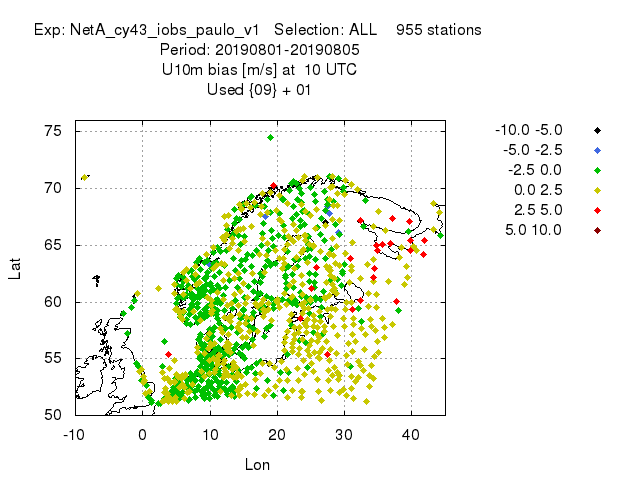 Exp: NetA_cy43_iobs_paulo_v1 Selection: ALL 955 stations
Period: 20190801-20190805
U10m bias [m/s] at 10 UTC
Used {09} + 01
-10.0 -5.0
-5.0 -2.5
-2.5 0.0
0.0 2.5
2.5 5.0
5.0 10.0
75
70
65
60
55
50
Lat
-10 0 10 20 30 40
Lon